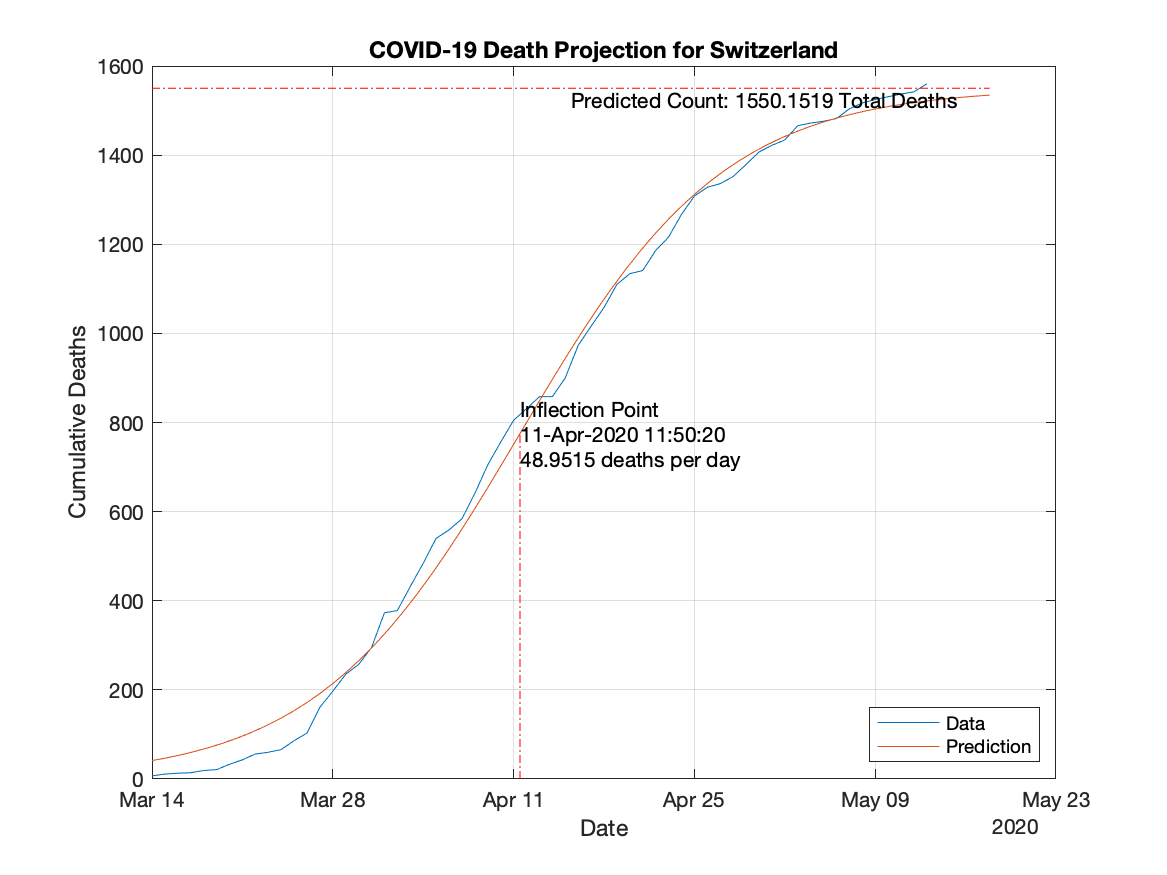 COVID-19 Death Projection for Switzerland
1600
Predicted Count: 1550.1519 Total Deaths
1400
1200
1000
Inflection Point
800
11-Apr-2020 11:50:20
48.9515 deaths per day
600
400
200
0
Cumulative Deaths
Data
Prediction
Mar 14 Mar 28 Apr 11 Apr 25 May 09 May 23
Date
2020